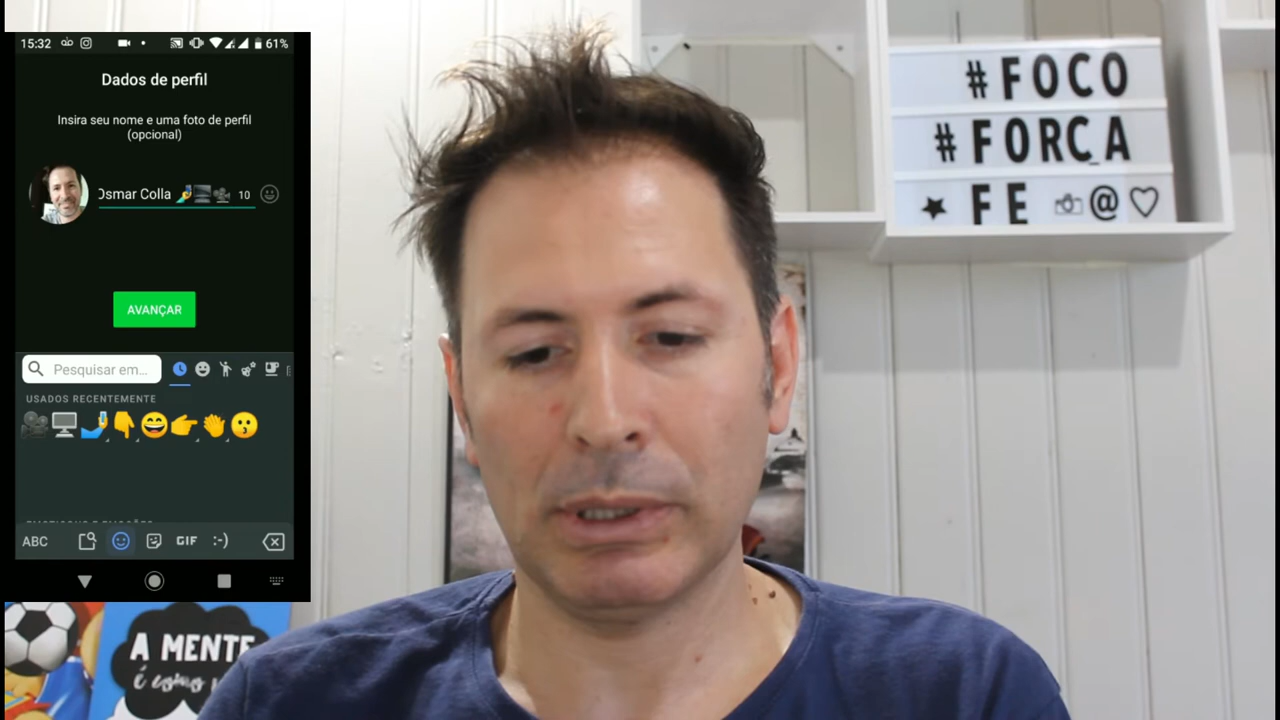 15:32
61%
Dados de perfil
Insira seu nome e uma foto de perfil
(opcional)
Osmar Colla
10
AVANÇAR
Pesquisar em...
USADOS RECENTEMENTE
ABC
GIF
:-)
#FOCO
#FORCA
FE @
A MENTE
é como